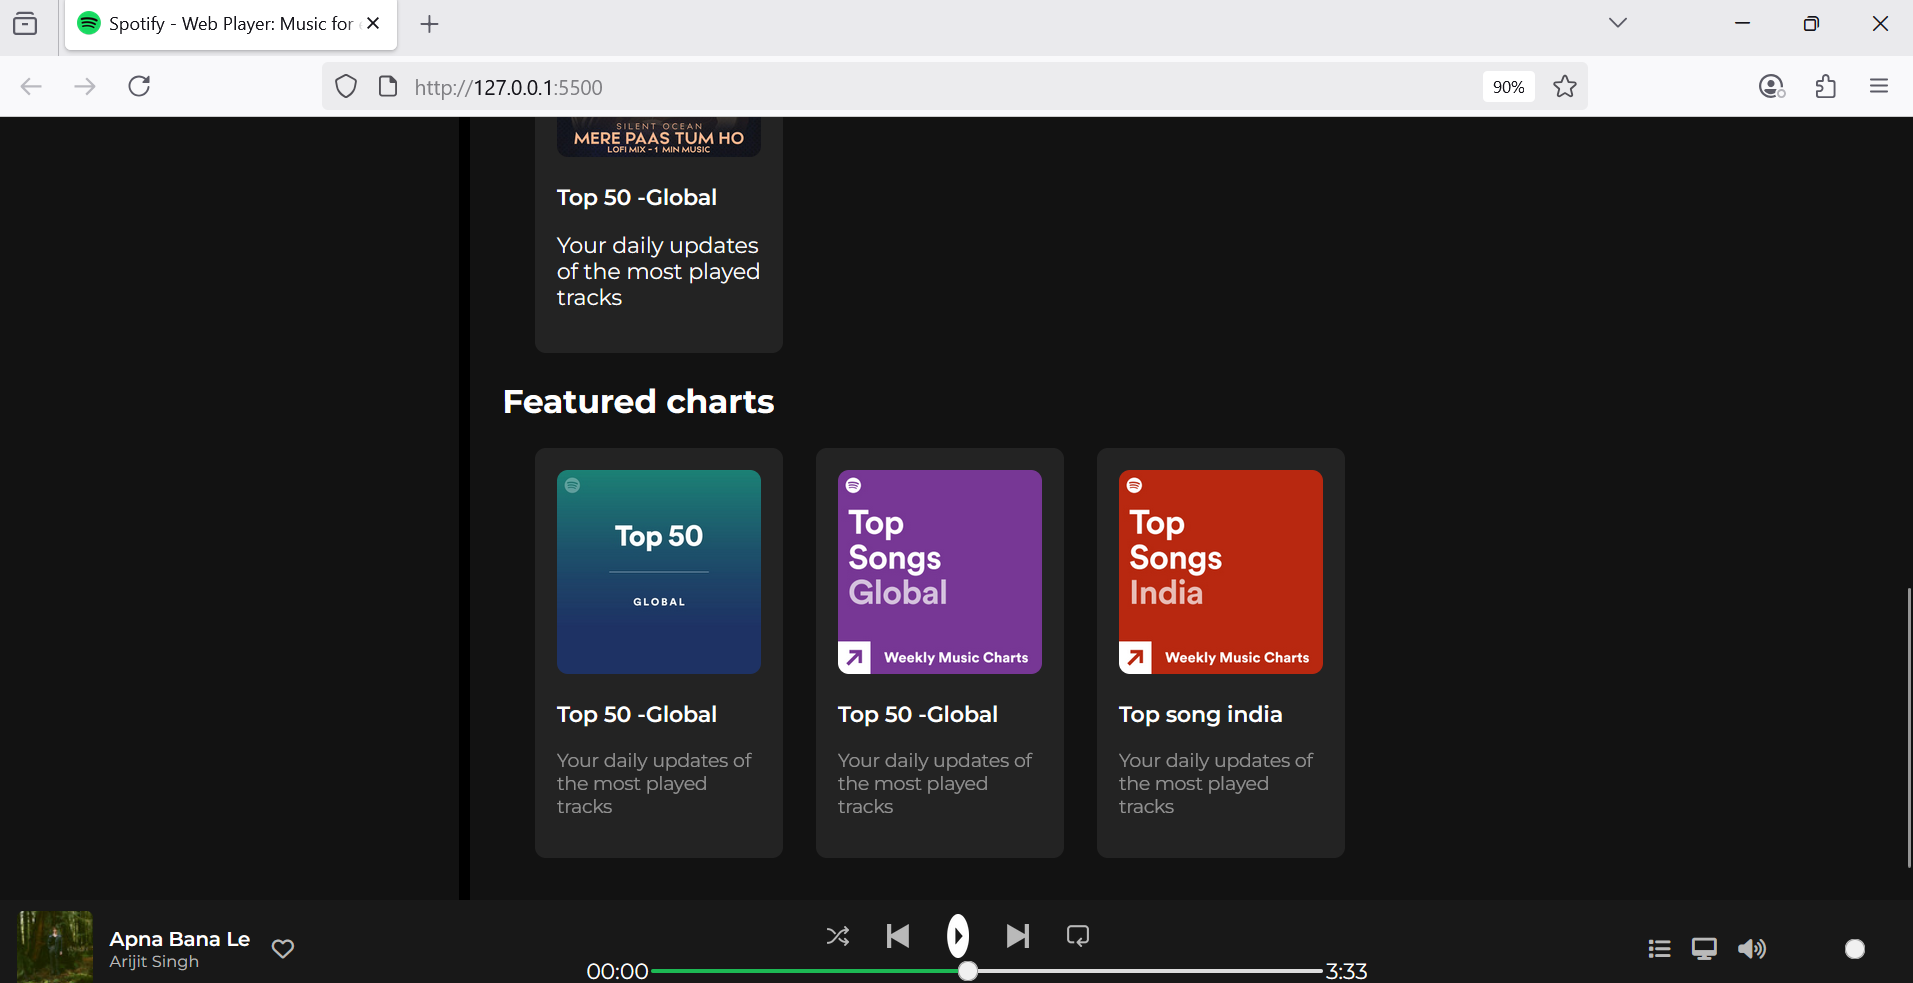 Spotify - Web Player: Music for
http://127.0.0.1:5500
90%
SILENT OCEAN
MERE PAAS TUM HO
LOFI MIX - 1 MIN MUSIC
Top 50 -Global
Your daily updates
of the most played
tracks
Featured charts
Top 50
GLOBAL
Top 50 -Global
Your daily updates of
the most played
tracks
Top
Songs
Global
Weekly Music Charts
Top 50 -Global
Your daily updates of
the most played
tracks
Top
Songs
India
Weekly Music Charts
Top song india
Your daily updates of
the most played
tracks
Apna Bana Le
Arijit Singh
00:00
3:33